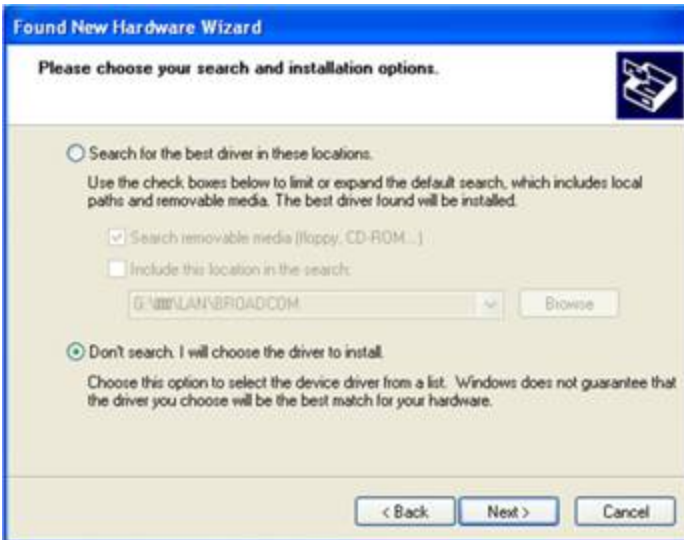 Found New Hardware Wizard
Please choose your search and installation options.
Search for the best driver in these locations.
Use the check boxes below to limit or expand the default search, which includes local
paths and removable media. The best driver found will be installed.
Search removable media (floppy, CD-ROM...)
Include this location in the search:
\LAN\BROADCOM
Browse
Don't search. I will choose the driver to install.
Choose this option to select the device driver from a list. Windows does not guarantee that
the driver you choose will be the best match for your hardware.
< Back
Next >
Cancel